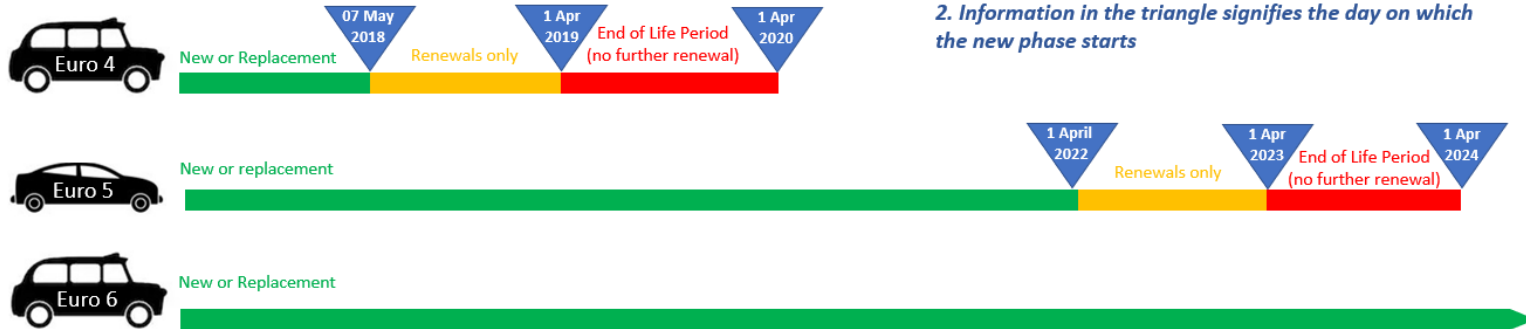 2. Information in the triangle signifies the day on which
the new phase starts
Euro 4
New or Replacement
07 May
2018
Renewals only
1 Apr
2019
End of Life Period
(no further renewal)
1 Apr
2020
Euro 5
New or replacement
1 April
2022
Renewals only
1 Apr
2023
End of Life Period
(no further renewal)
1 Apr
2024
Euro 6
New or Replacement